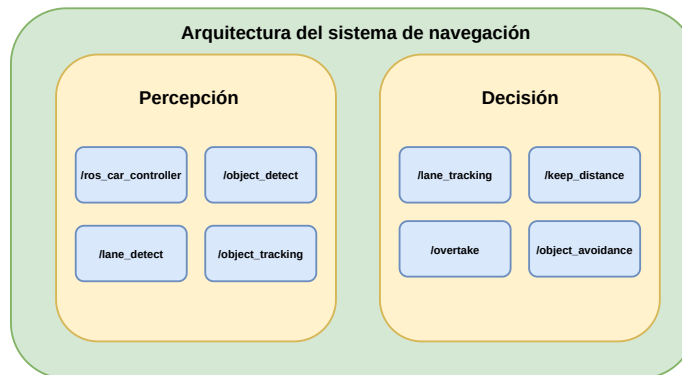 Arquitectura del sistema de navegación
Percepción
/ros_car_controller
/object_detect
/lane_detect
/object_tracking
Decisión
/lane_tracking
/keep_distance
/overtake
/object_avoidance